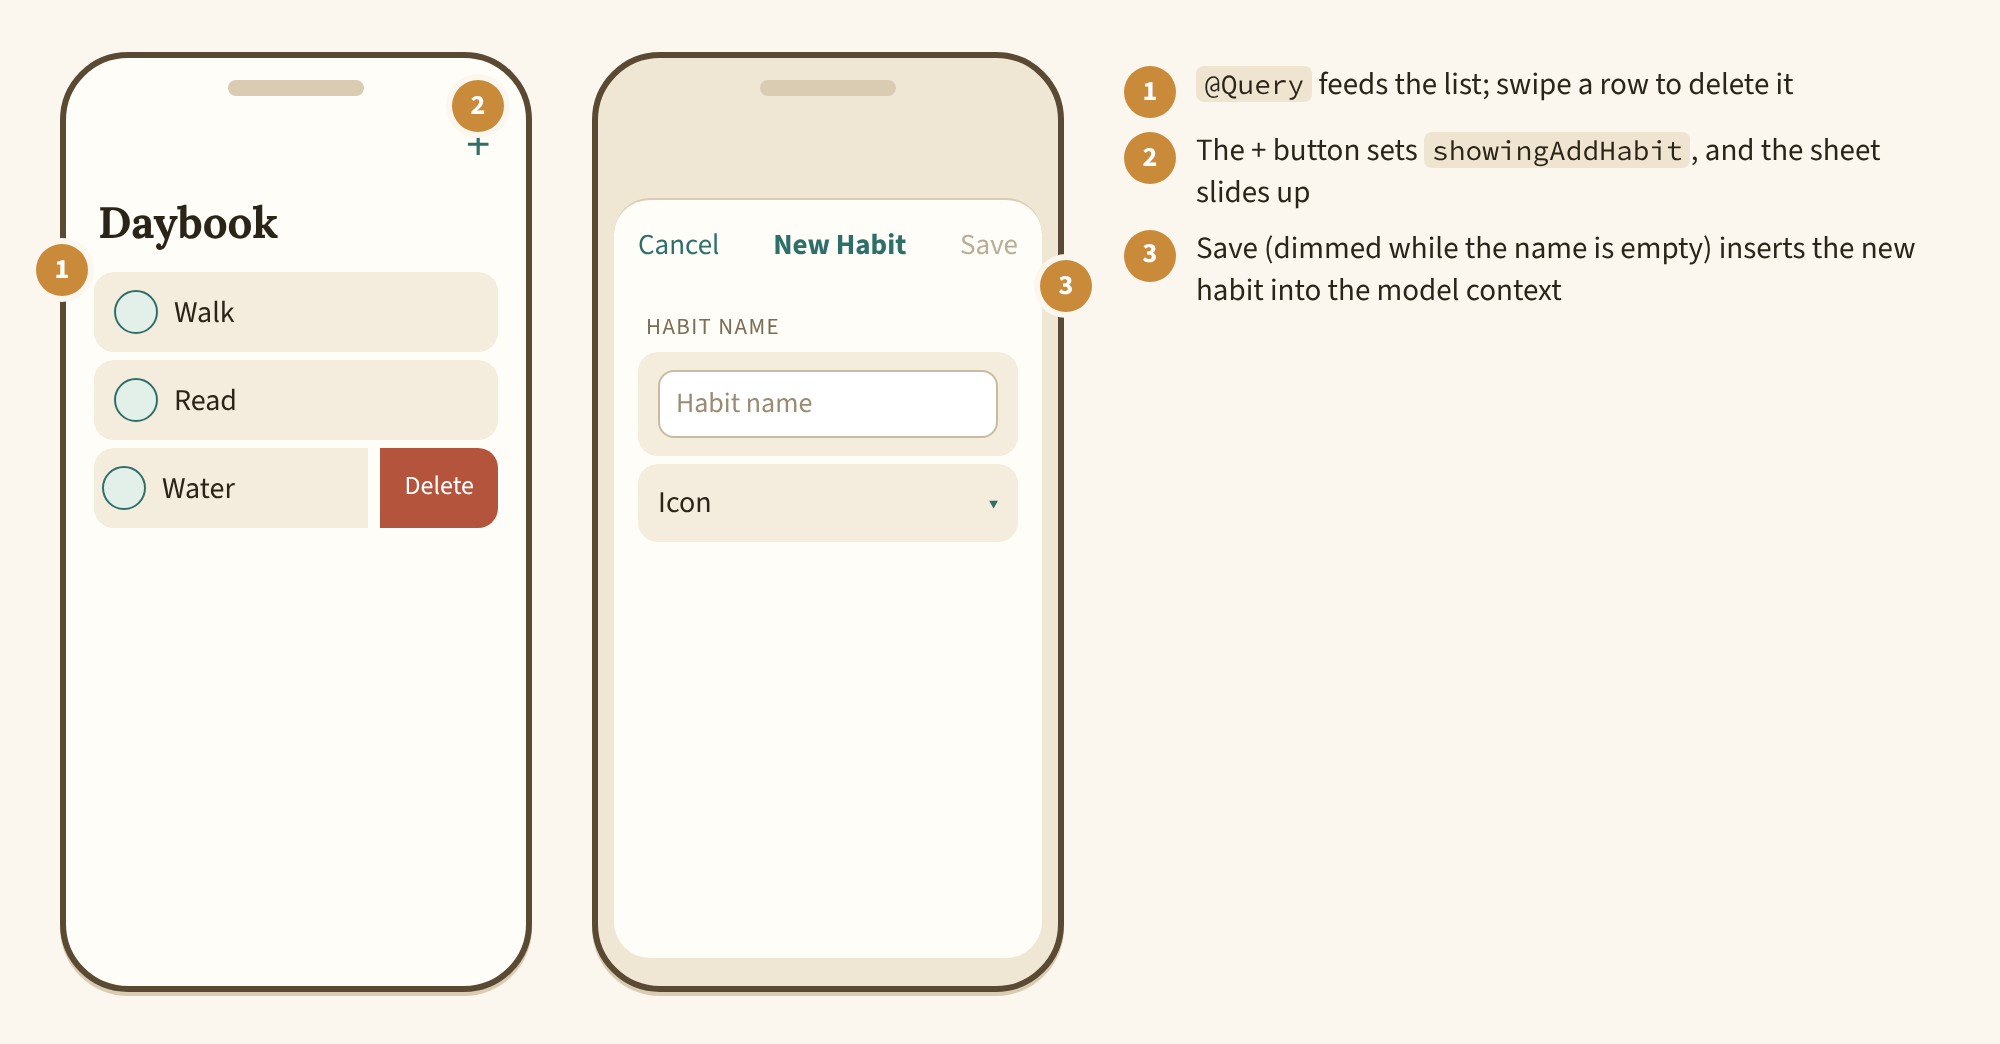 2
+
Daybook
1
Walk
Read
Water
Delete
Cancel
New Habit
Save
3
HABIT NAME
Habit name
Icon
1 @Query feeds the list; swipe a row to delete it
2 The + button sets showingAddHabit, and the sheet
slides up
3 Save (dimmed while the name is empty) inserts the new
habit into the model context